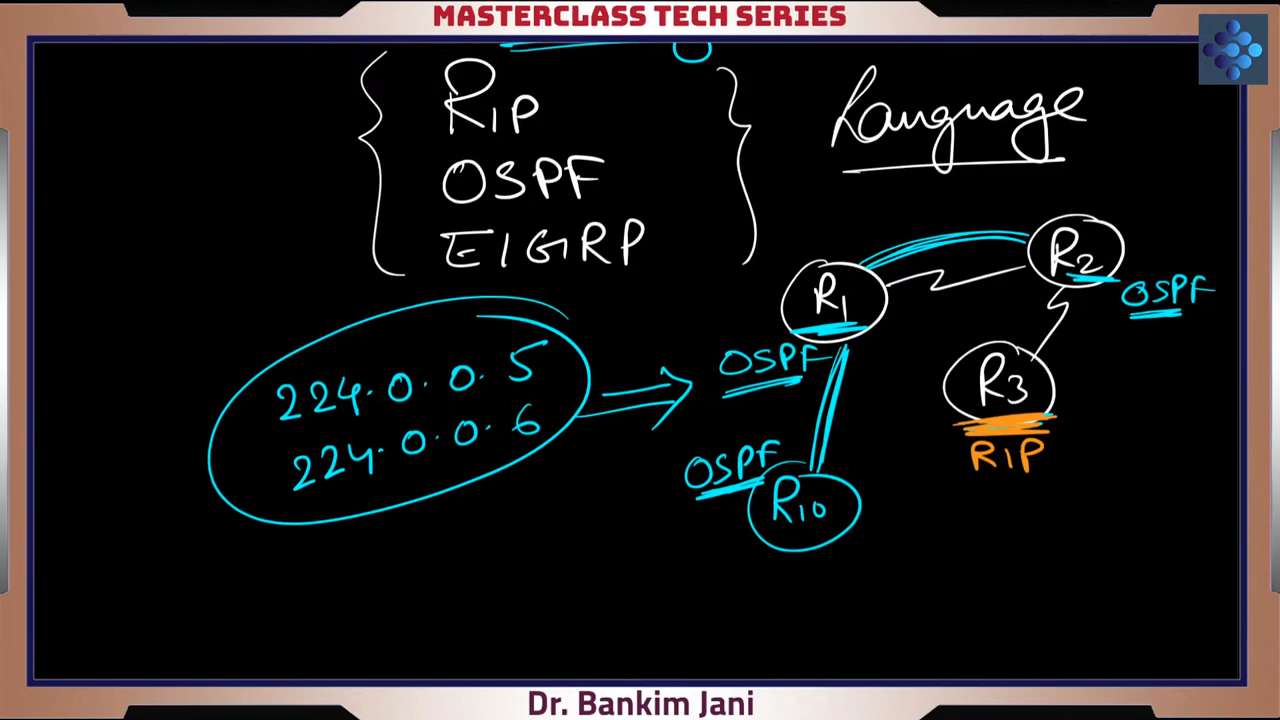 MASTERCLASS TECH SERIES
RIP
OSPF
EIGRP
Language
R1
R2
OSPF
224.0.0.5
224.0.0.6
OSPF
R3
RIP
OSPF
R10
Dr. Bankim Jani